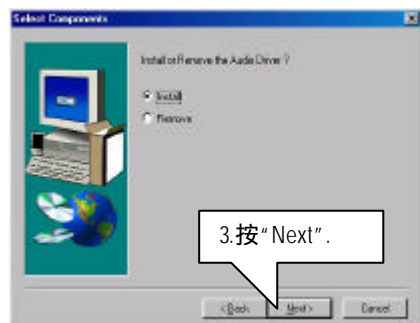 Select Components
Install or Remove the Audio Driver ?
Install
Remove
3.按“Next”.
<Back
Next>
Cancel